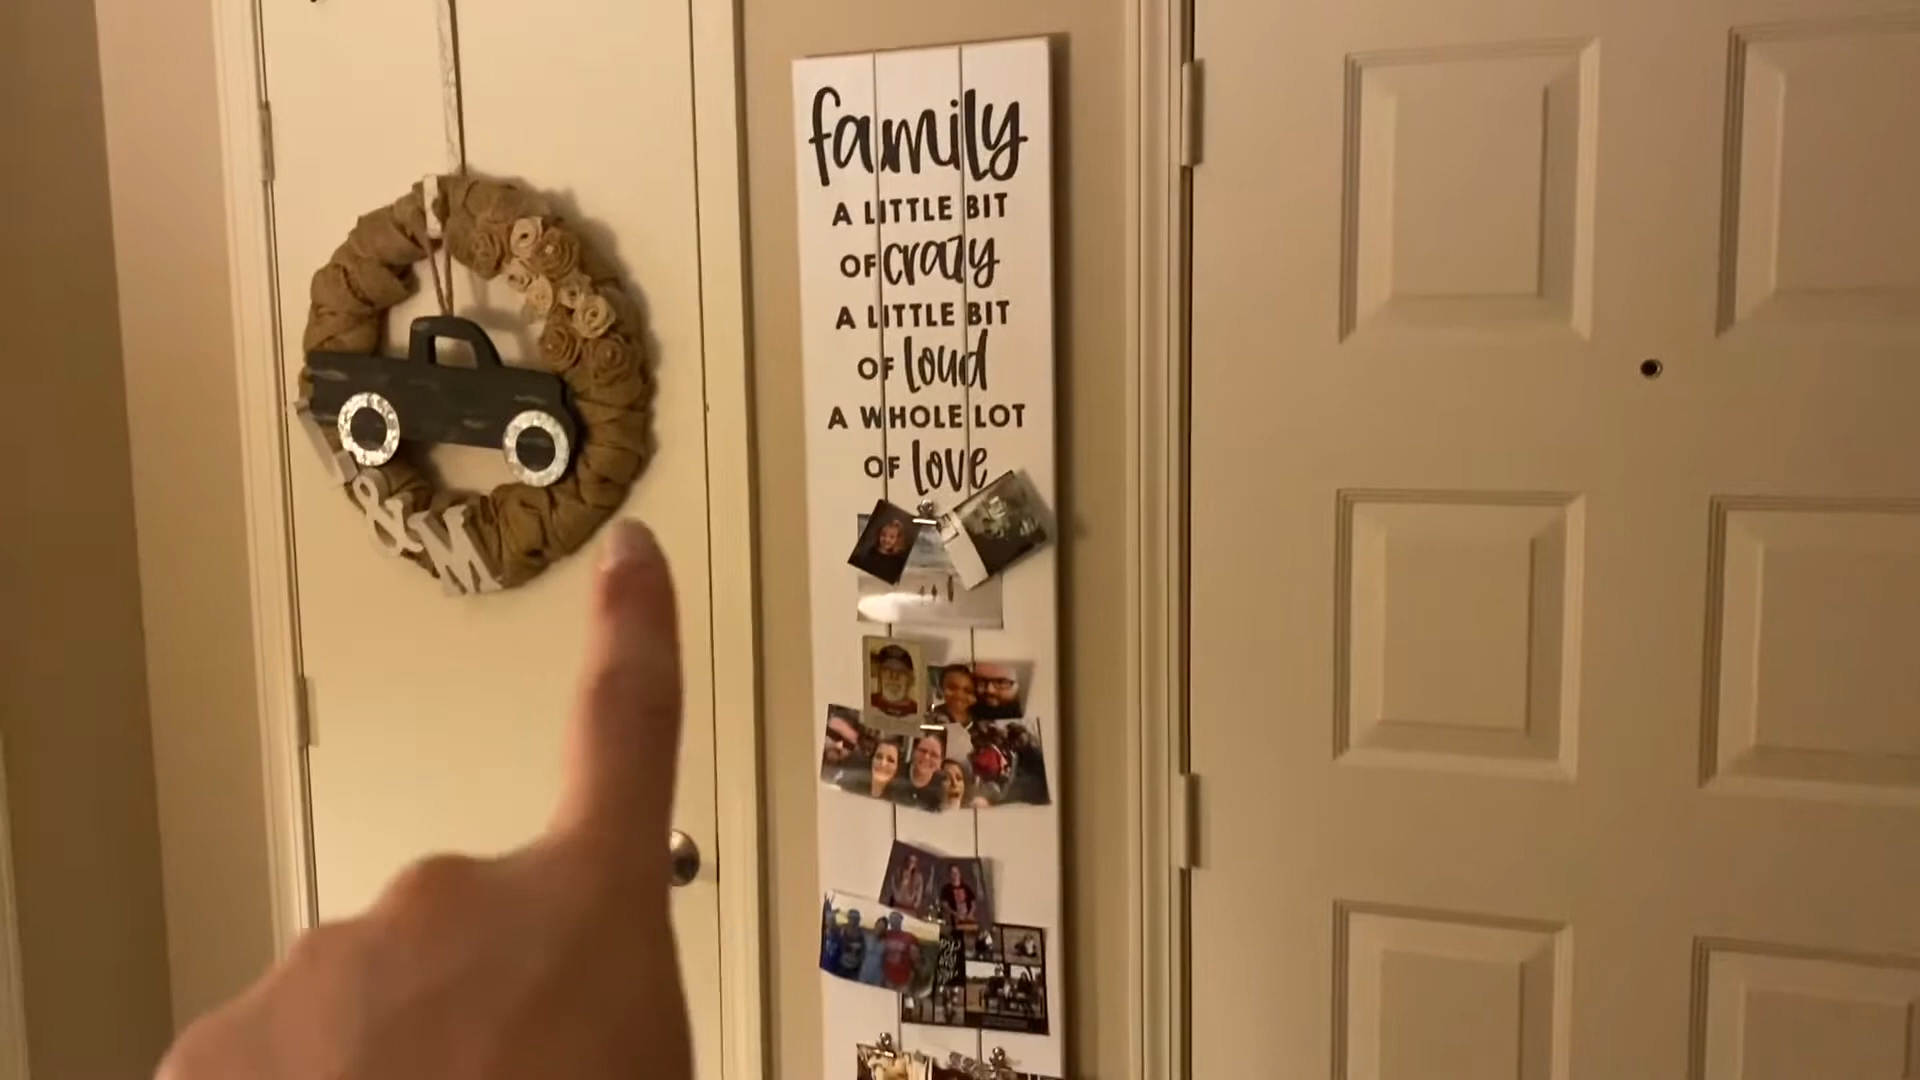 family
A LITTLE BIT
OF crazy
A LITTLE BIT
OF loud
A WHOLE LOT
OF love
& M